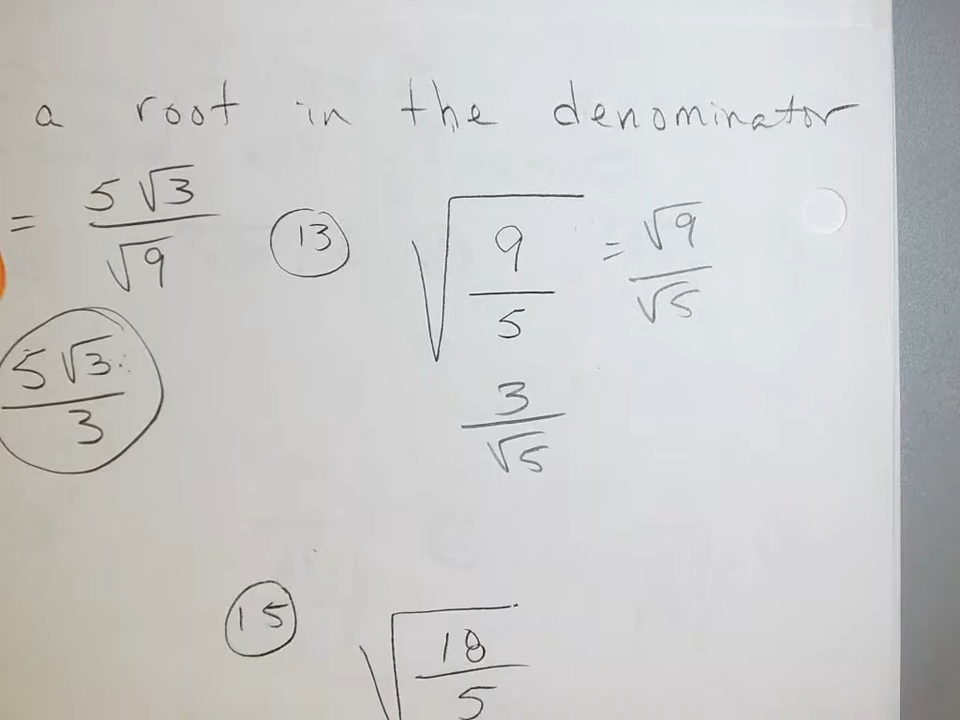 a root in the denominator
= 5√3/√9
5√3/3
13 √(9/5) = √9/√5
3/√5
15 √(18/5)